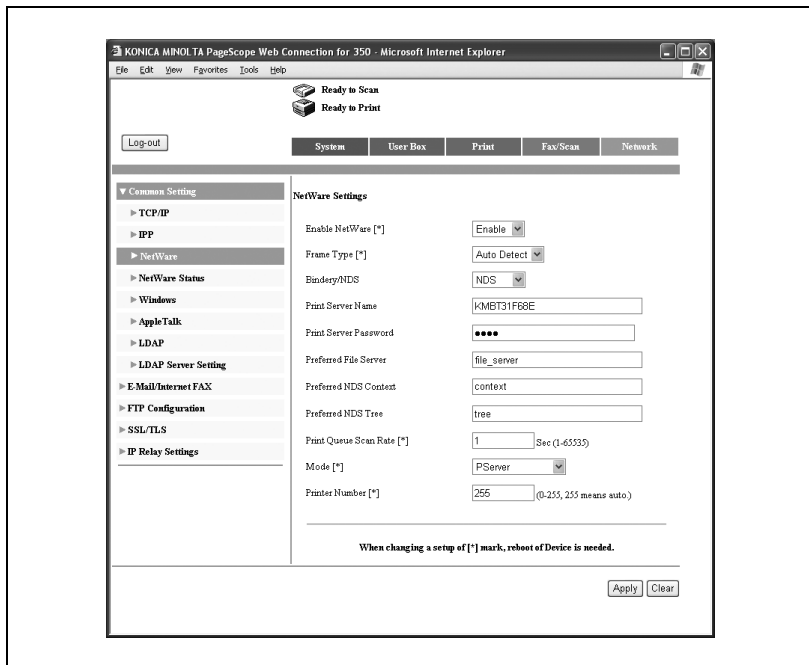 KONICA MINOLTA PageScope Web Connection for 350 - Microsoft Internet Explorer
File Edit View Favorites Tools Help
Ready to Scan
Ready to Print
Log-out
System User Box Print Fax/Scan Network
▼ Common Setting
▶ TCP/IP
▶ IPP
▶ NetWare
▶ NetWare Status
▶ Windows
▶ AppleTalk
▶ LDAP
▶ LDAP Server Setting
▶ E-Mail/Internet FAX
▶ FTP Configuration
▶ SSL/TLS
▶ IP Relay Settings
NetWare Settings
Enable NetWare [*] Enable
Frame Type [*] Auto Detect
Bindery/NDS NDS
Print Server Name KMBT31F68E
Print Server Password ●●●●
Preferred File Server file_server
Preferred NDS Context context
Preferred NDS Tree tree
Print Queue Scan Rate [*] 1 Sec (1-65535)
Mode [*] PServer
Printer Number [*] 255 (0-255, 255 means auto.)
When changing a setup of [*] mark, reboot of Device is needed.
Apply Clear